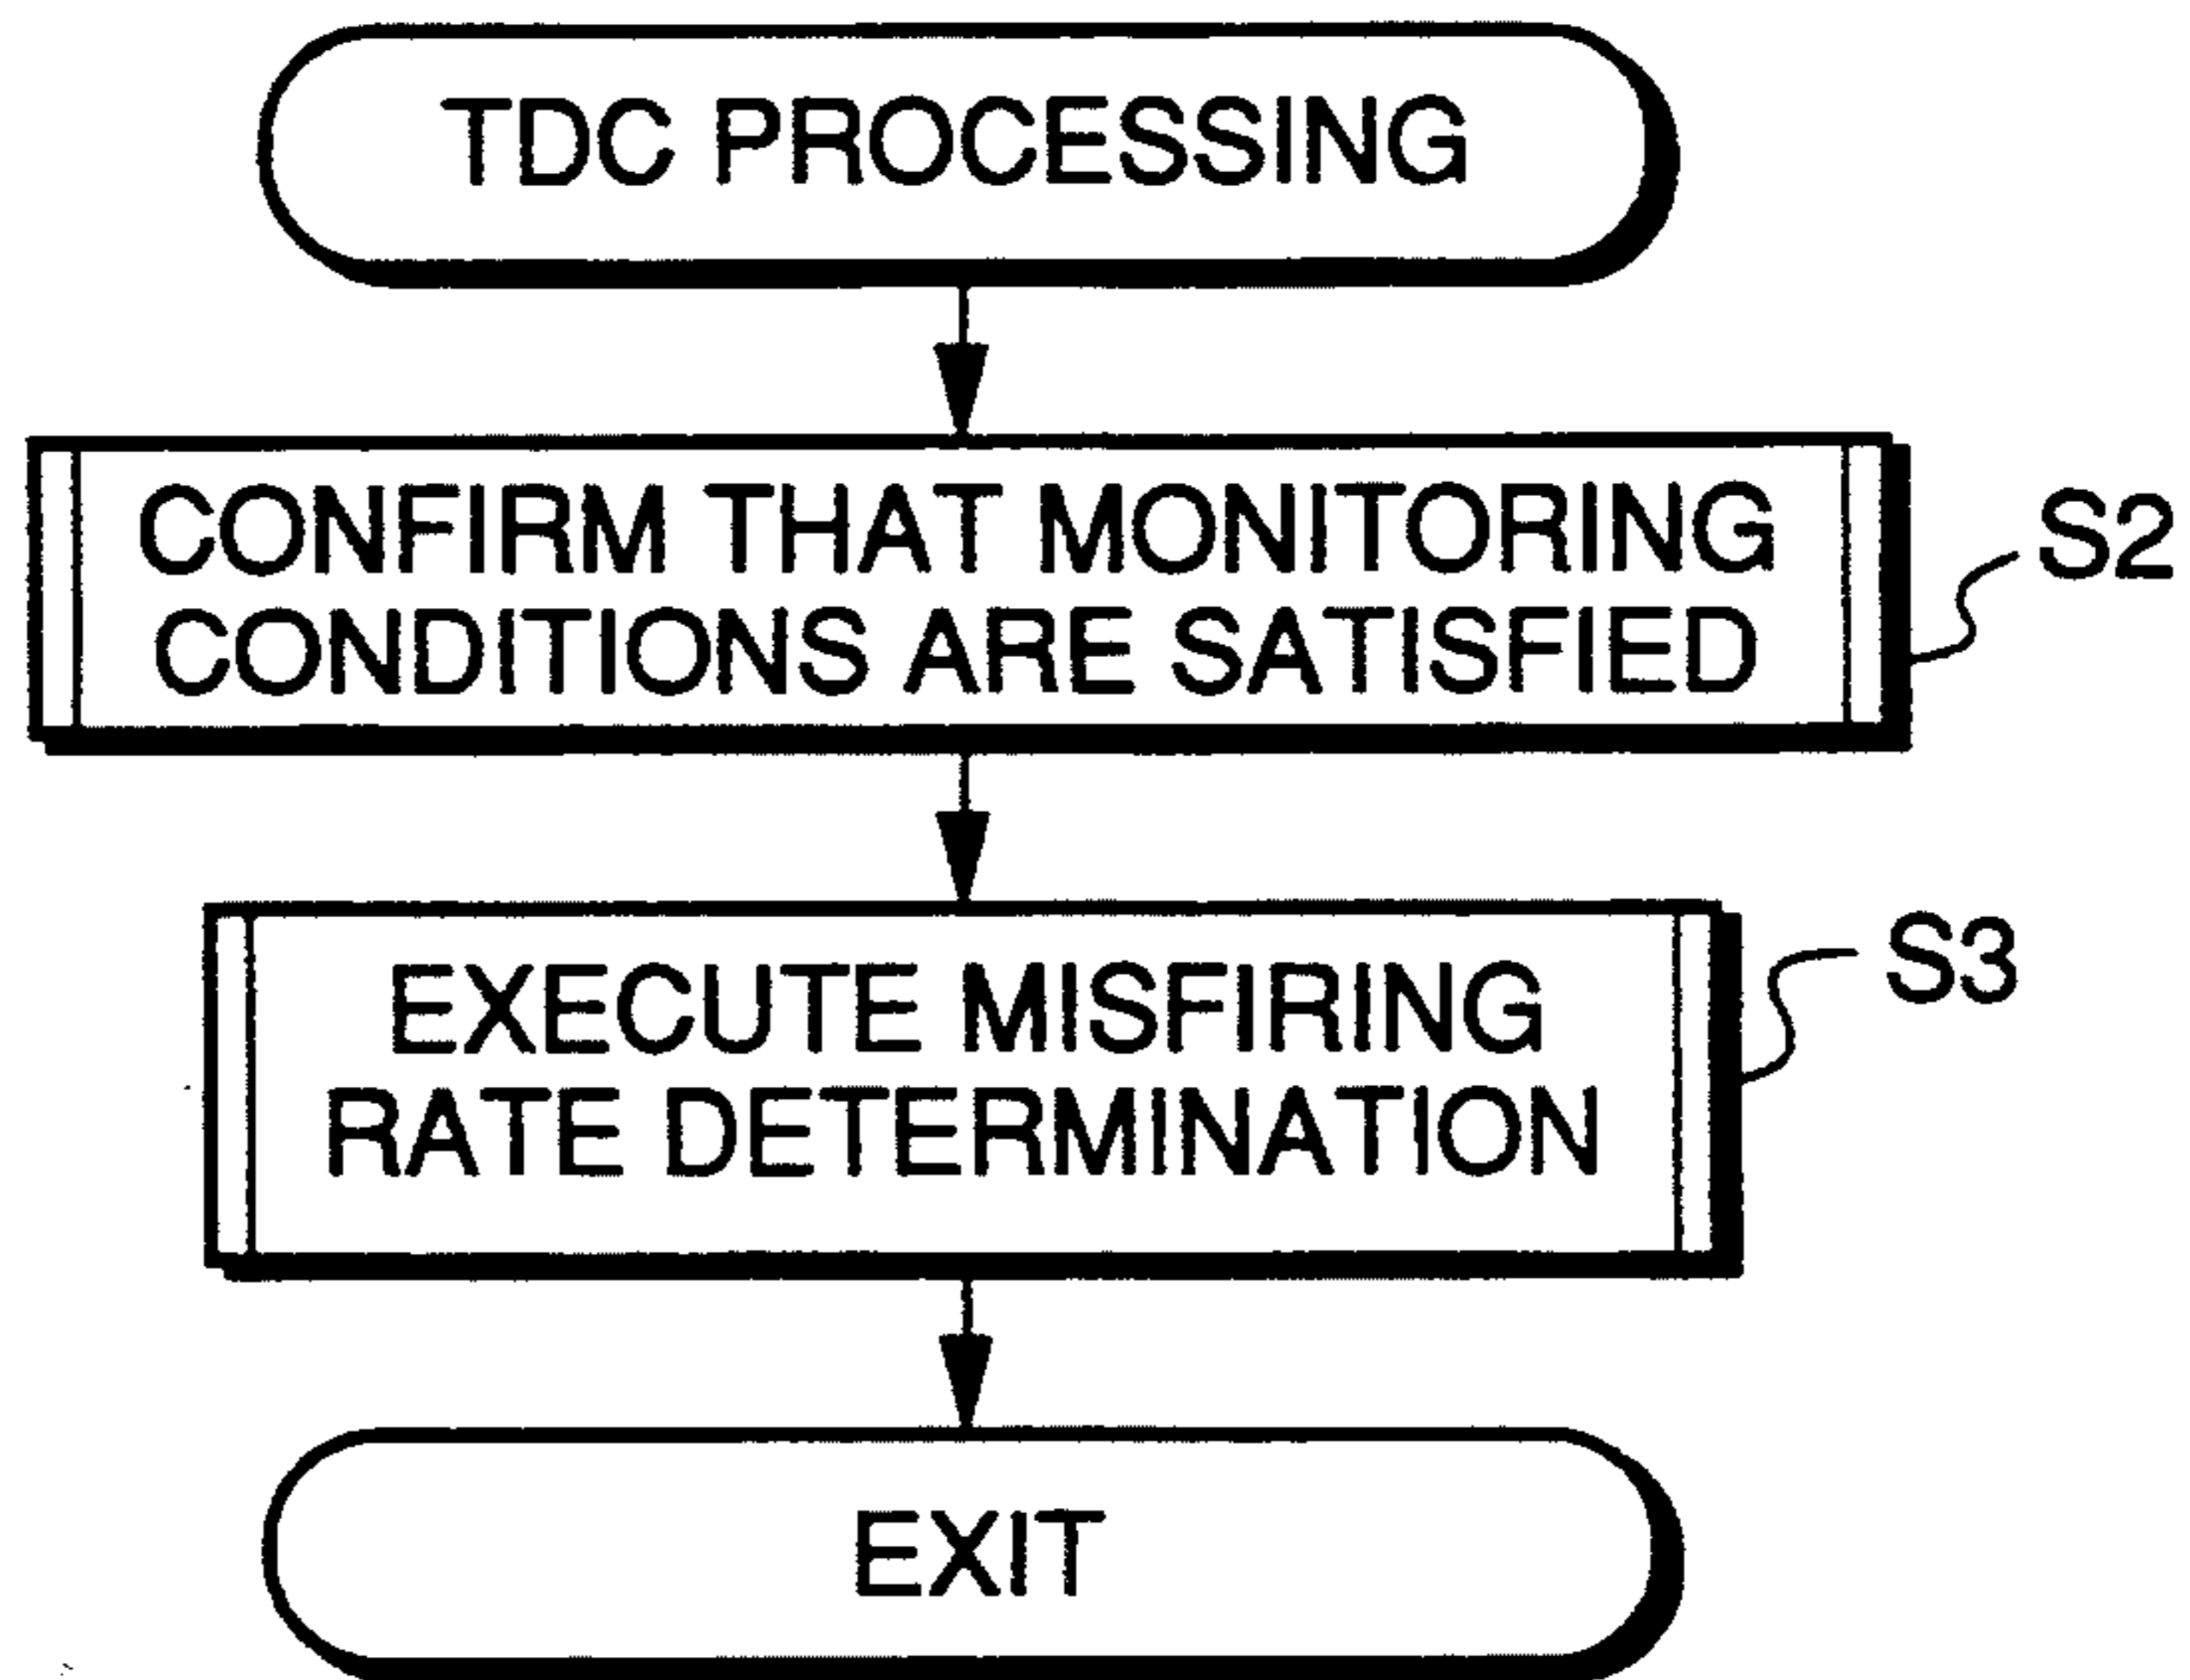 TDC PROCESSING
CONFIRM THAT MONITORING
CONDITIONS ARE SATISFIED
S2
EXECUTE MISFIRING
RATE DETERMINATION
S3
EXIT